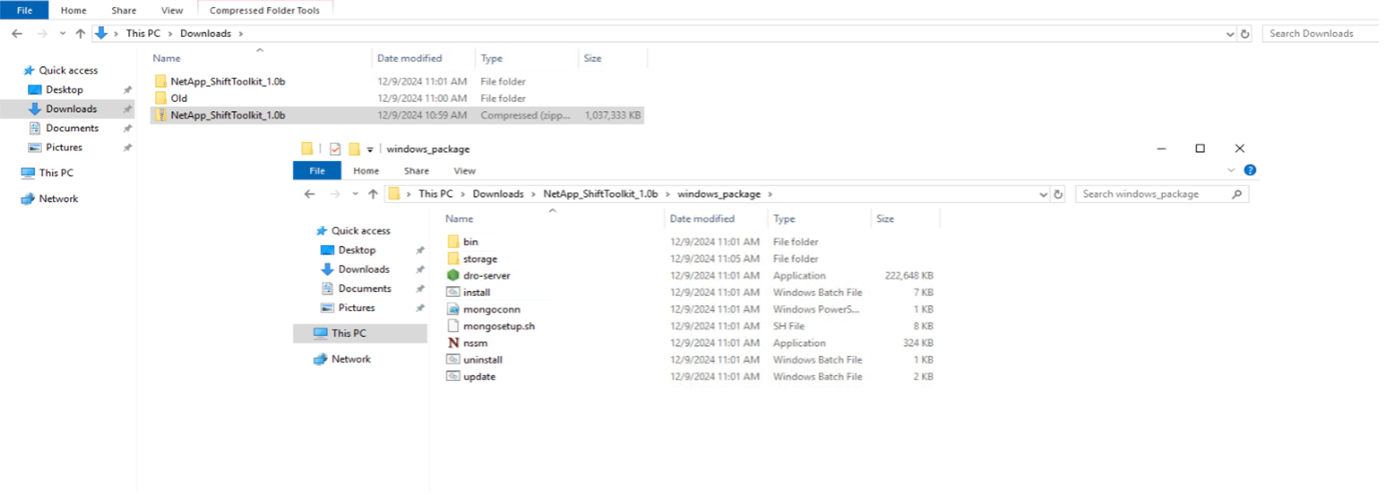 File Home Share View Compressed Folder Tools
This PC > Downloads > Search Downloads
Name Date modified Type Size
Quick access
Desktop
Downloads
Documents
Pictures
This PC
Network
NetApp_ShiftToolkit_1.0b 12/9/2024 11:01 AM File folder
Old 12/9/2024 11:00 AM File folder
NetApp_ShiftToolkit_1.0b 12/9/2024 10:59 AM Compressed (zipp... 1,037,333 KB
windows_package
File Home Share View
This PC > Downloads > NetApp_ShiftToolkit_1.0b > windows_package > Search windows_package
Name Date modified Type Size
Quick access
Desktop
Downloads
Documents
Pictures
This PC
Network
bin 12/9/2024 11:01 AM File folder
storage 12/9/2024 11:05 AM File folder
dro-server 12/9/2024 11:01 AM Application 222,648 KB
install 12/9/2024 11:01 AM Windows Batch File 7 KB
mongoconn 12/9/2024 11:01 AM Windows PowerS... 1 KB
mongosetup.sh 12/9/2024 11:01 AM SH File 8 KB
nssm 12/9/2024 11:01 AM Application 324 KB
uninstall 12/9/2024 11:01 AM Windows Batch File 1 KB
update 12/9/2024 11:01 AM Windows Batch File 2 KB